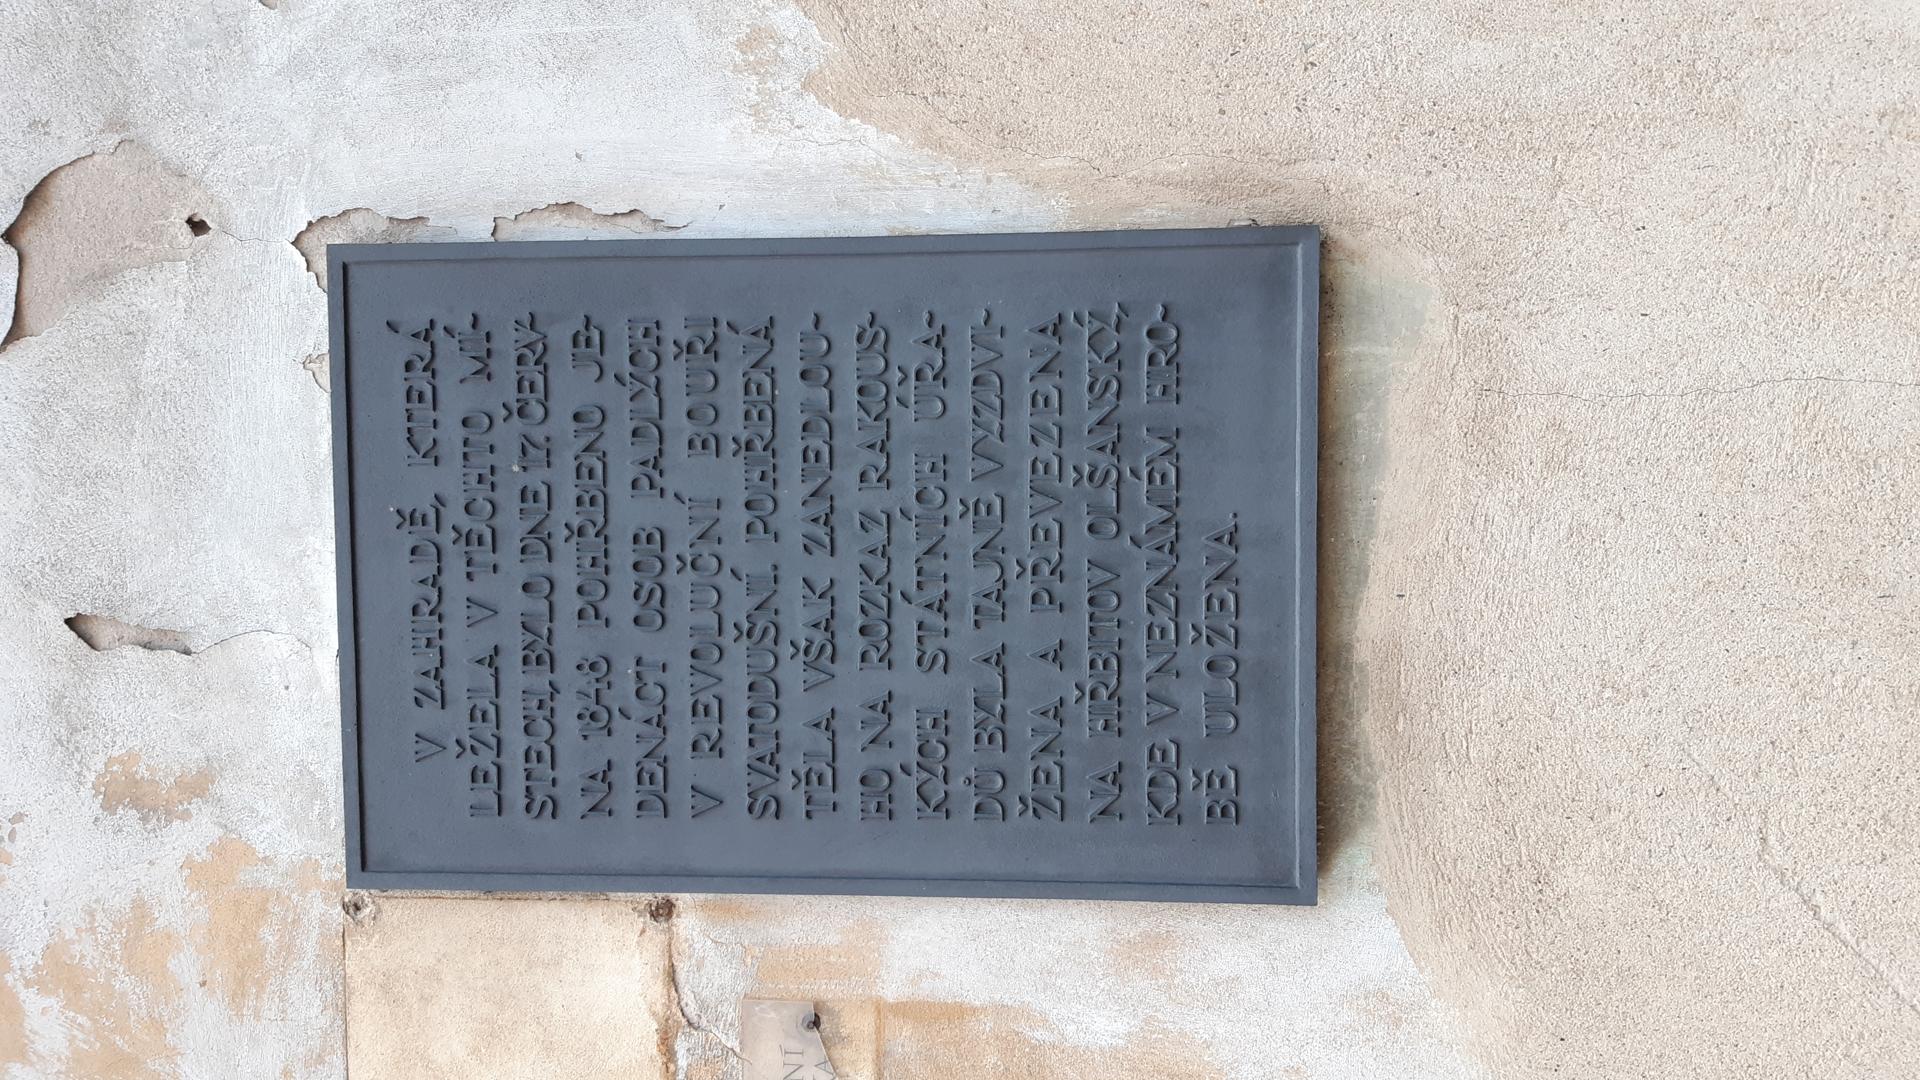 V ZAHRADĚ, KTERÁ
LEŽELA V TĚCHTO MÍ-
STECH, BYLO DNE 17. ČERV-
NA 1848 POHŘBENO JE-
DENÁCT OSOB PADLÝCH
V REVOLUČNÍ BOUŘI
SVATODUŠNÍ. POHŘBENÁ
TĚLA VŠAK ZANEDLOU-
HO NA ROZKAZ RAKOUS-
KÝCH STÁTNÍCH ÚŘA-
DŮ BYLA TAJNĚ VYZDVI-
ŽENA A PŘEVEZENA
NA HŘBITOV OLŠANSKÝ,
KDE V NEZNÁMÉM HRO-
BĚ ULOŽENA.